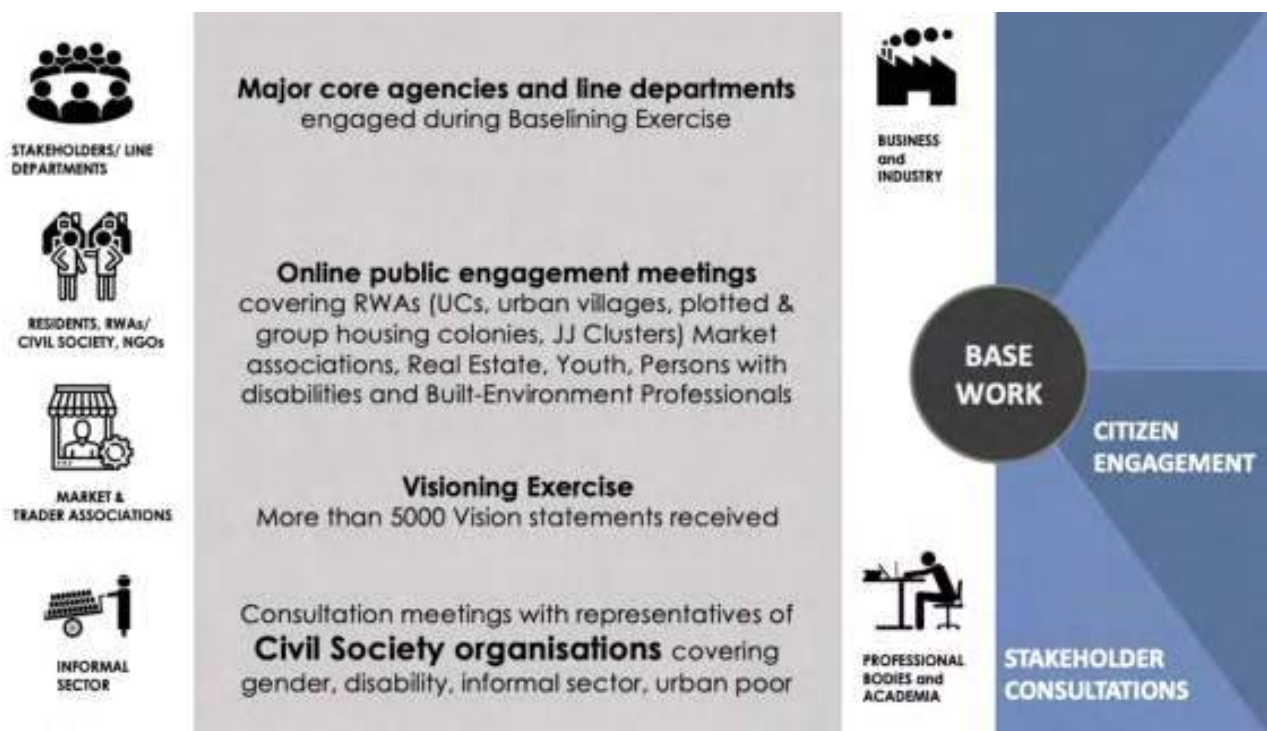 STAKEHOLDERS/ LINE
DEPARTMENTS
RESIDENTS, RWAs/
CIVIL SOCIETY, NGOs
MARKET &
TRADER ASSOCIATIONS
INFORMAL
SECTOR
Major core agencies and line departments
engaged during Baselining Exercise
Online public engagement meetings
covering RWAs (UCs, urban villages, plotted &
group housing colonies, JJ Clusters) Market
associations, Real Estate, Youth, Persons with
disabilities and Built-Environment Professionals
Visioning Exercise
More than 5000 Vision statements received
Consultation meetings with representatives of
Civil Society organisations covering
gender, disability, informal sector, urban poor
BUSINESS
and
INDUSTRY
PROFESSIONAL
BODIES and
ACADEMIA
BASE
WORK
CITIZEN
ENGAGEMENT
STAKEHOLDER
CONSULTATIONS